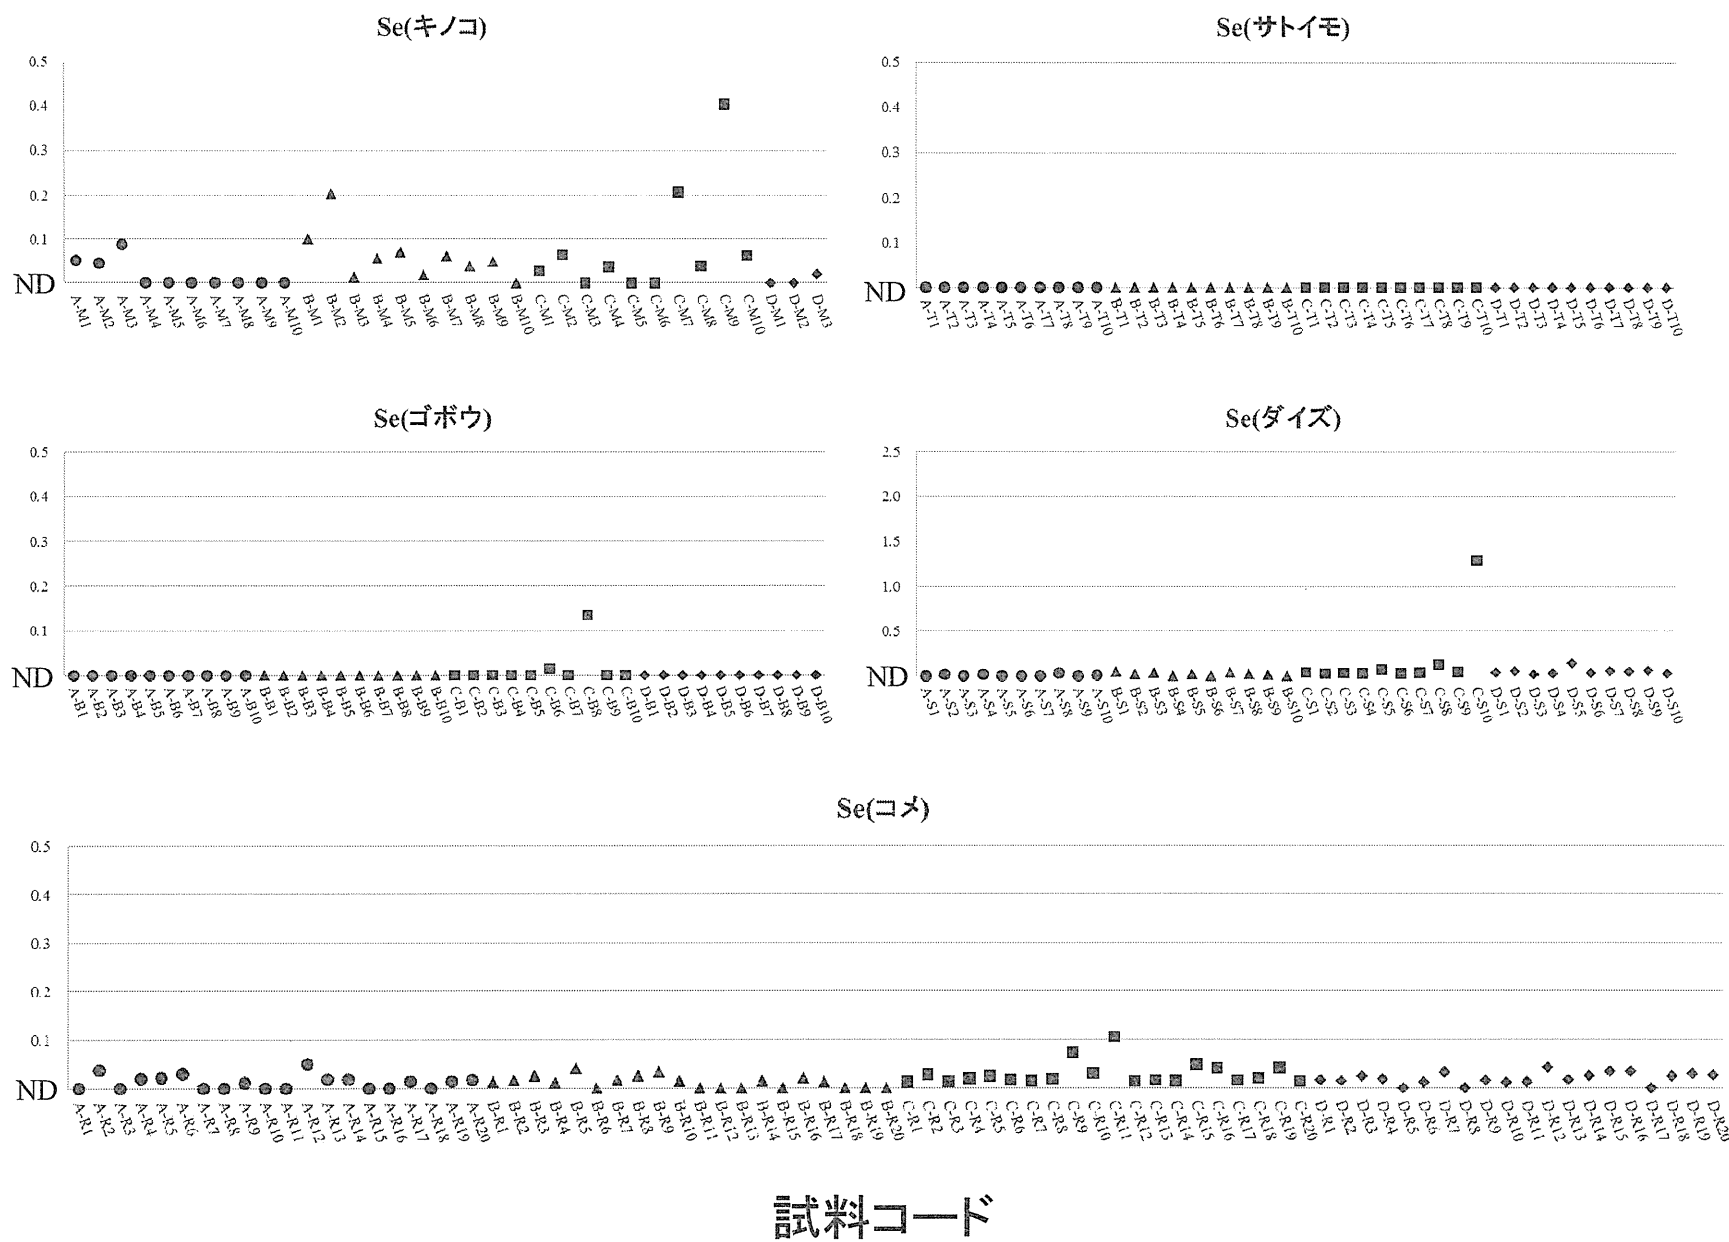 Se(キノコ)
0.5
0.4
0.3
0.2
0.1
ND
A-M1 A-M2 A-M3 A-M4 A-M5 A-M6 A-M7 A-M8 A-M9 A-M10 B-M1 B-M2 B-M3 B-M4 B-M5 B-M6 B-M7 B-M8 B-M9 B-M10 C-M1 C-M2 C-M3 C-M4 C-M5 C-M6 C-M7 C-M8 C-M9 C-M10 D-M1 D-M2 D-M3
Se(サトイモ)
0.5
0.4
0.3
0.2
0.1
ND
A-T1 A-T2 A-T3 A-T4 A-T5 A-T6 A-T7 A-T8 A-T9 A-T10 B-T1 B-T2 B-T3 B-T4 B-T5 B-T6 B-T7 B-T8 B-T9 B-T10 C-T1 C-T2 C-T3 C-T4 C-T5 C-T6 C-T7 C-T8 C-T9 C-T10 D-T1 D-T2 D-T3 D-T4 D-T5 D-T6 D-T7 D-T8 D-T9 D-T10
Se(ゴボウ)
0.5
0.4
0.3
0.2
0.1
ND
A-B1 A-B2 A-B3 A-B4 A-B5 A-B6 A-B7 A-B8 A-B9 A-B10 B-B1 B-B2 B-B3 B-B4 B-B5 B-B6 B-B7 B-B8 B-B9 B-B10 C-B1 C-B2 C-B3 C-B4 C-B5 C-B6 C-B7 C-B8 C-B9 C-B10 D-B1 D-B2 D-B3 D-B4 D-B5 D-B6 D-B7 D-B8 D-B9 D-B10
Se(ダイズ)
2.5
2.0
1.5
1.0
0.5
ND
A-S1 A-S2 A-S3 A-S4 A-S5 A-S6 A-S7 A-S8 A-S9 A-S10 B-S1 B-S2 B-S3 B-S4 B-S5 B-S6 B-S7 B-S8 B-S9 B-S10 C-S1 C-S2 C-S3 C-S4 C-S5 C-S6 C-S7 C-S8 C-S9 C-S10 D-S1 D-S2 D-S3 D-S4 D-S5 D-S6 D-S7 D-S8 D-S9 D-S10
Se(コメ)
0.5
0.4
0.3
0.2
0.1
ND
A-R1 A-R2 A-R3 A-R4 A-R5 A-R6 A-R7 A-R8 A-R9 A-R10 A-R11 A-R12 A-R13 A-R14 A-R15 A-R16 A-R17 A-R18 A-R19 A-R20 B-R1 B-R2 B-R3 B-R4 B-R5 B-R6 B-R7 B-R8 B-R9 B-R10 B-R11 B-R12 B-R13 B-R14 B-R15 B-R16 B-R17 B-R18 B-R19 B-R20 C-R1 C-R2 C-R3 C-R4 C-R5 C-R6 C-R7 C-R8 C-R9 C-R10 C-R11 C-R12 C-R13 C-R14 C-R15 C-R16 C-R17 C-R18 C-R19 C-R20 D-R1 D-R2 D-R3 D-R4 D-R5 D-R6 D-R7 D-R8 D-R9 D-R10 D-R11 D-R12 D-R13 D-R14 D-R15 D-R16 D-R17 D-R18 D-R19 D-R20
試料コード